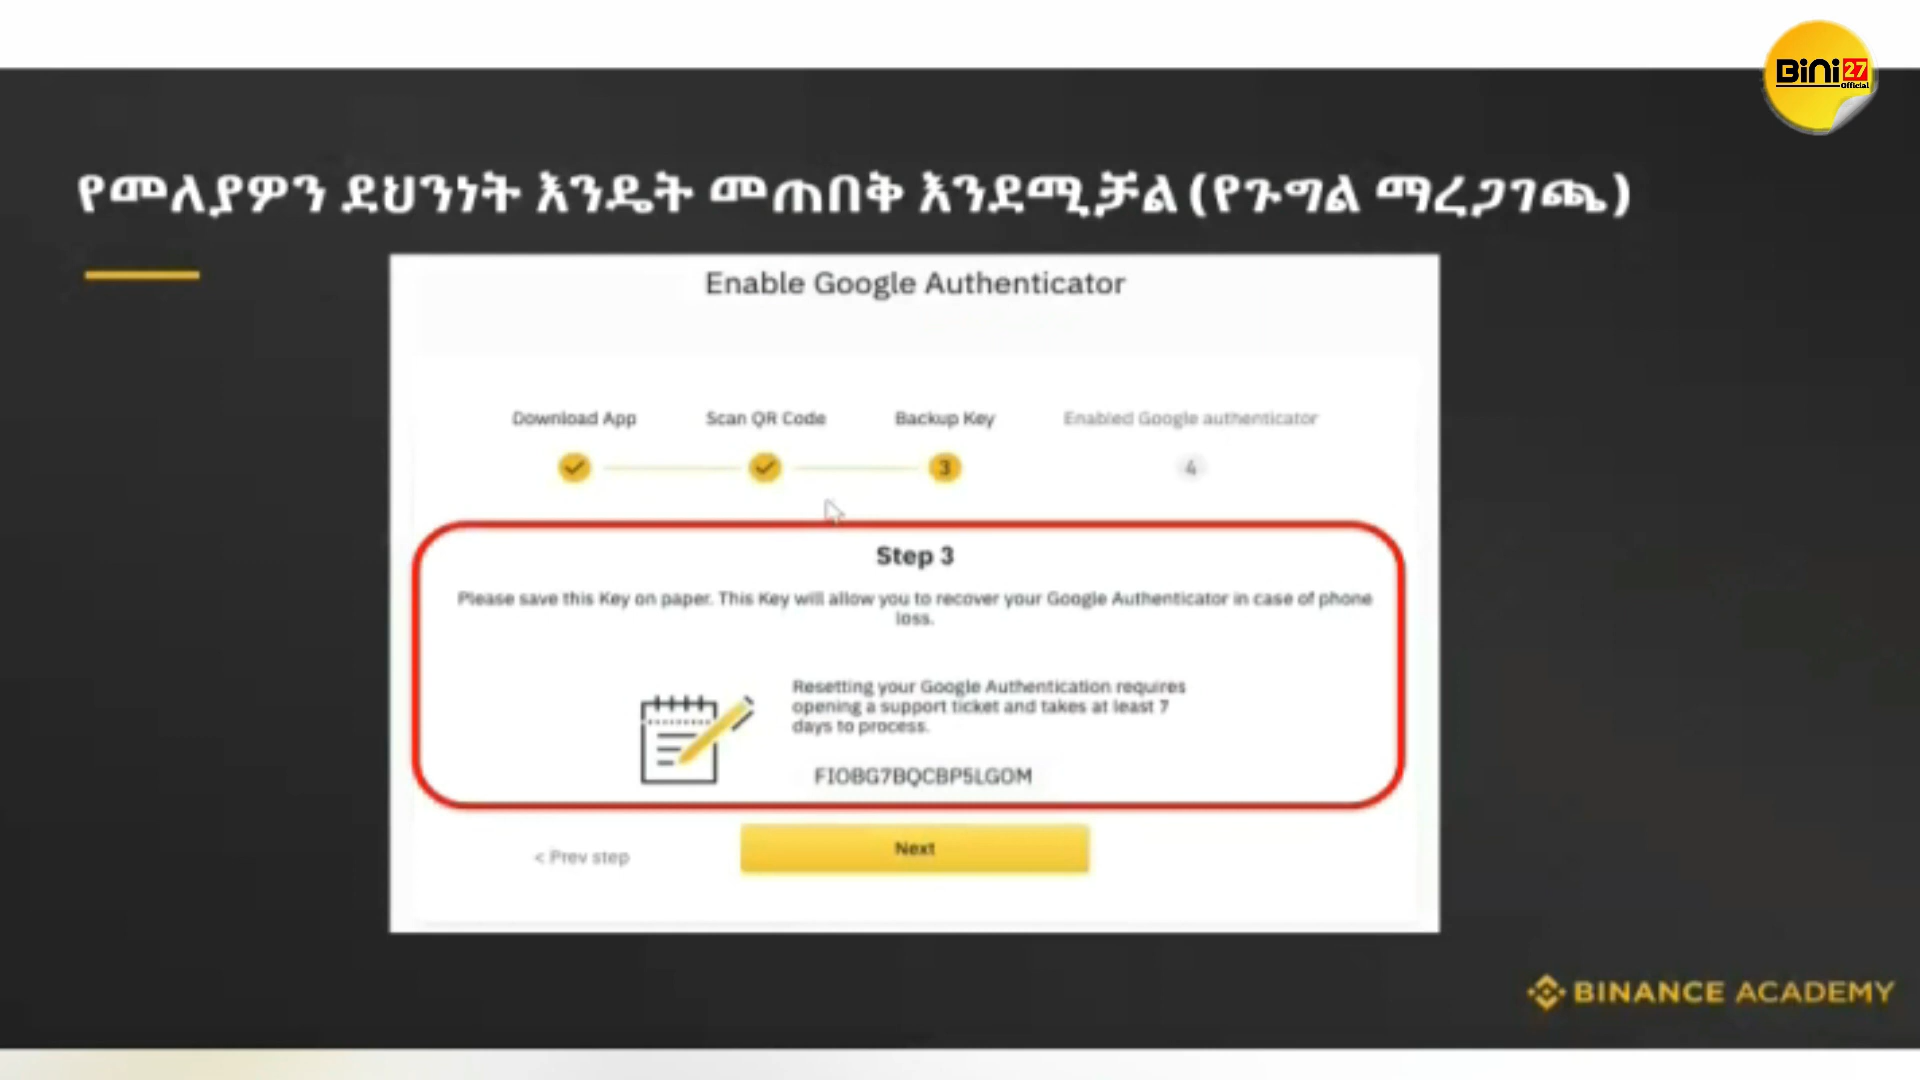 BiNi 27
Official
የመለያዎን ደህንነት እንዴት መጠበቅ እንደሚቻል (የጉግል ማረጋገጫ)
Enable Google Authenticator
Download App Scan QR Code Backup Key Enabled Google authenticator
3 4
Step 3
Please save this Key on paper. This Key will allow you to recover your Google Authenticator in case of phone
loss.
Resetting your Google Authentication requires
opening a support ticket and takes at least 7
days to process.
FIOBG7BQCBP5LGOM
< Prev step Next
BINANCE ACADEMY